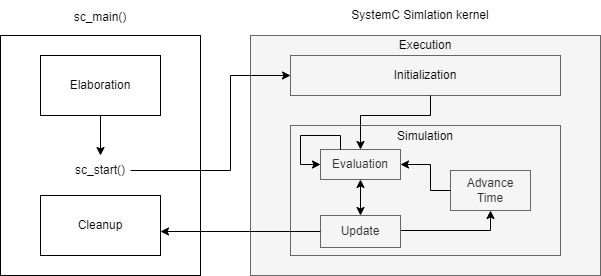 sc_main()
SystemC Simlation kernel
Execution
Elaboration
Initialization
Simulation
sc_start()
Evaluation
Advance
Time
Cleanup
Update